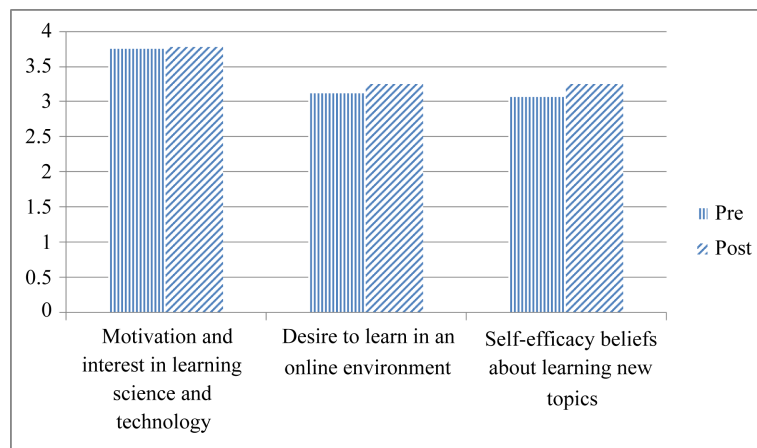 4
3.5
3
2.5
2
1.5
1
0.5
0
Motivation and
interest in learning
science and
technology
Desire to learn in an
online environment
Self-efficacy beliefs
about learning new
topics
Pre
Post